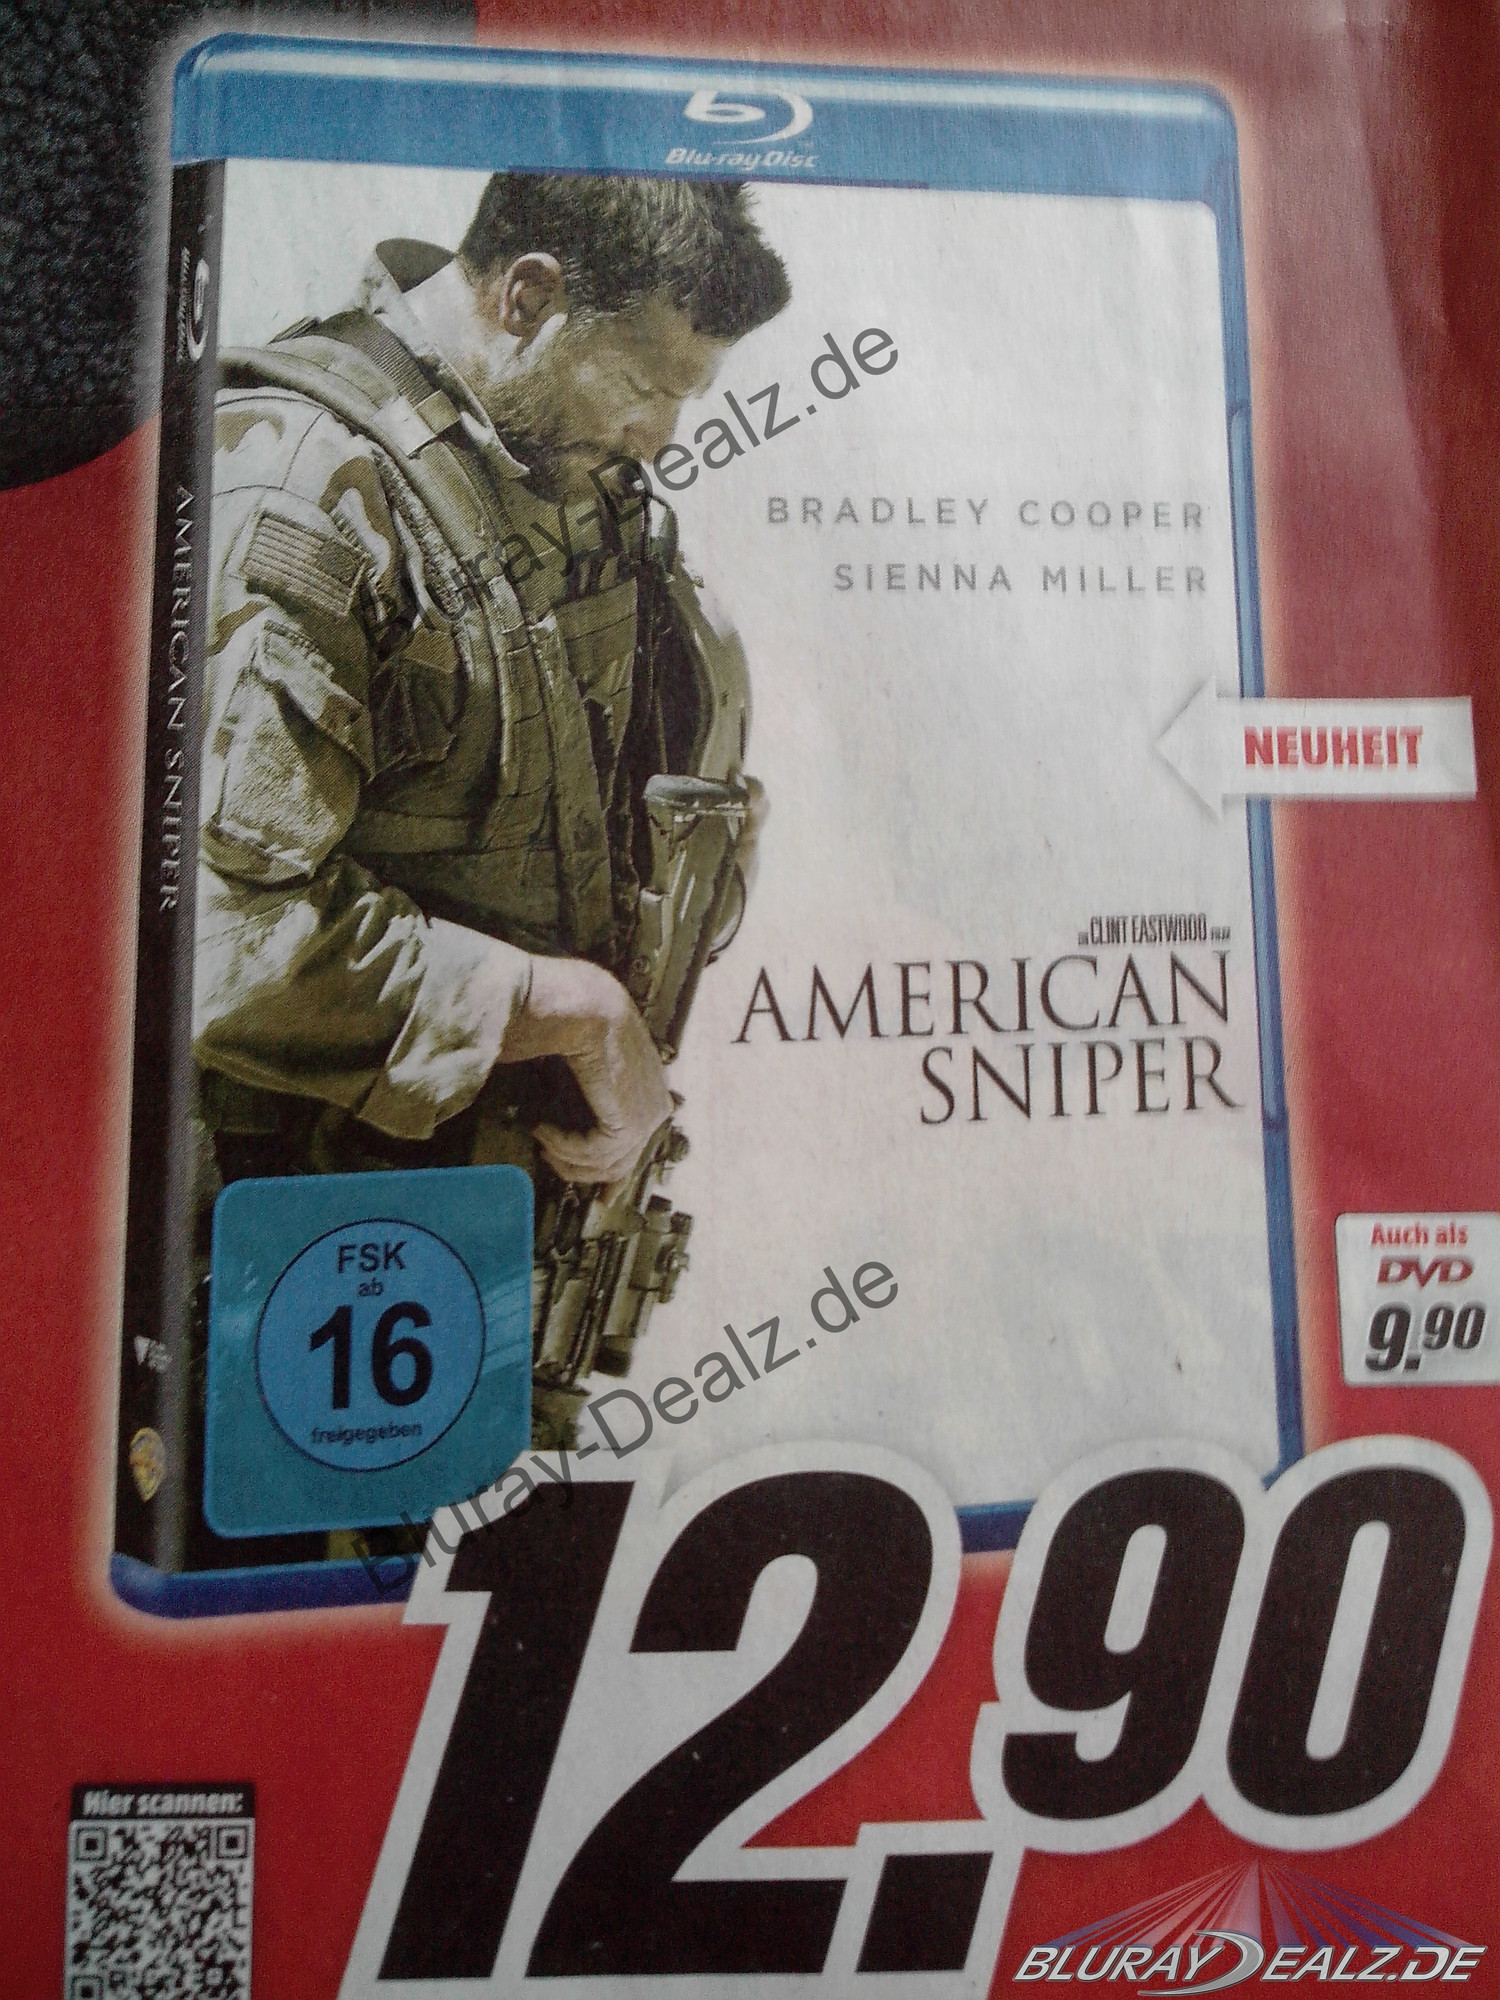 Blu-ray Disc
BRADLEY COOPER
SIENNA MILLER
NEUHEIT
AMERICAN SNIPER
CLINT EASTWOOD
AMERICAN
SNIPER
FSK
ab
16
freigegeben
Auch als
DVD
9.90
12.90
Hier scannen:
Bluray-Dealz.de
Bluray-Dealz.de
BLURAYDEALZ.DE